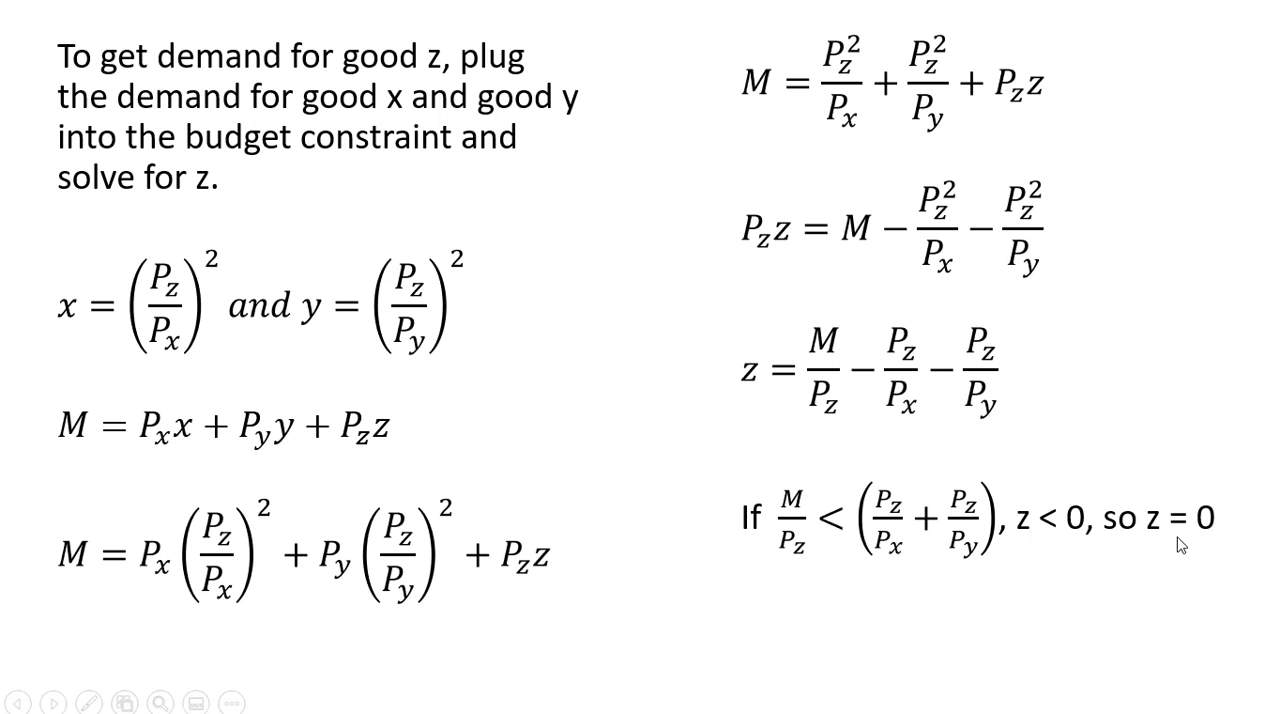 To get demand for good z, plug
the demand for good x and good y
into the budget constraint and
solve for z.
x = (P_z/P_x)^2 and y = (P_z/P_y)^2
M = P_x x + P_y y + P_z z
M = P_x (P_z/P_x)^2 + P_y (P_z/P_y)^2 + P_z z
M = P_z^2/P_x + P_z^2/P_y + P_z z
P_z z = M − P_z^2/P_x − P_z^2/P_y
z = M/P_z − P_z/P_x − P_z/P_y
If M/P_z < (P_z/P_x + P_z/P_y), z < 0, so z = 0